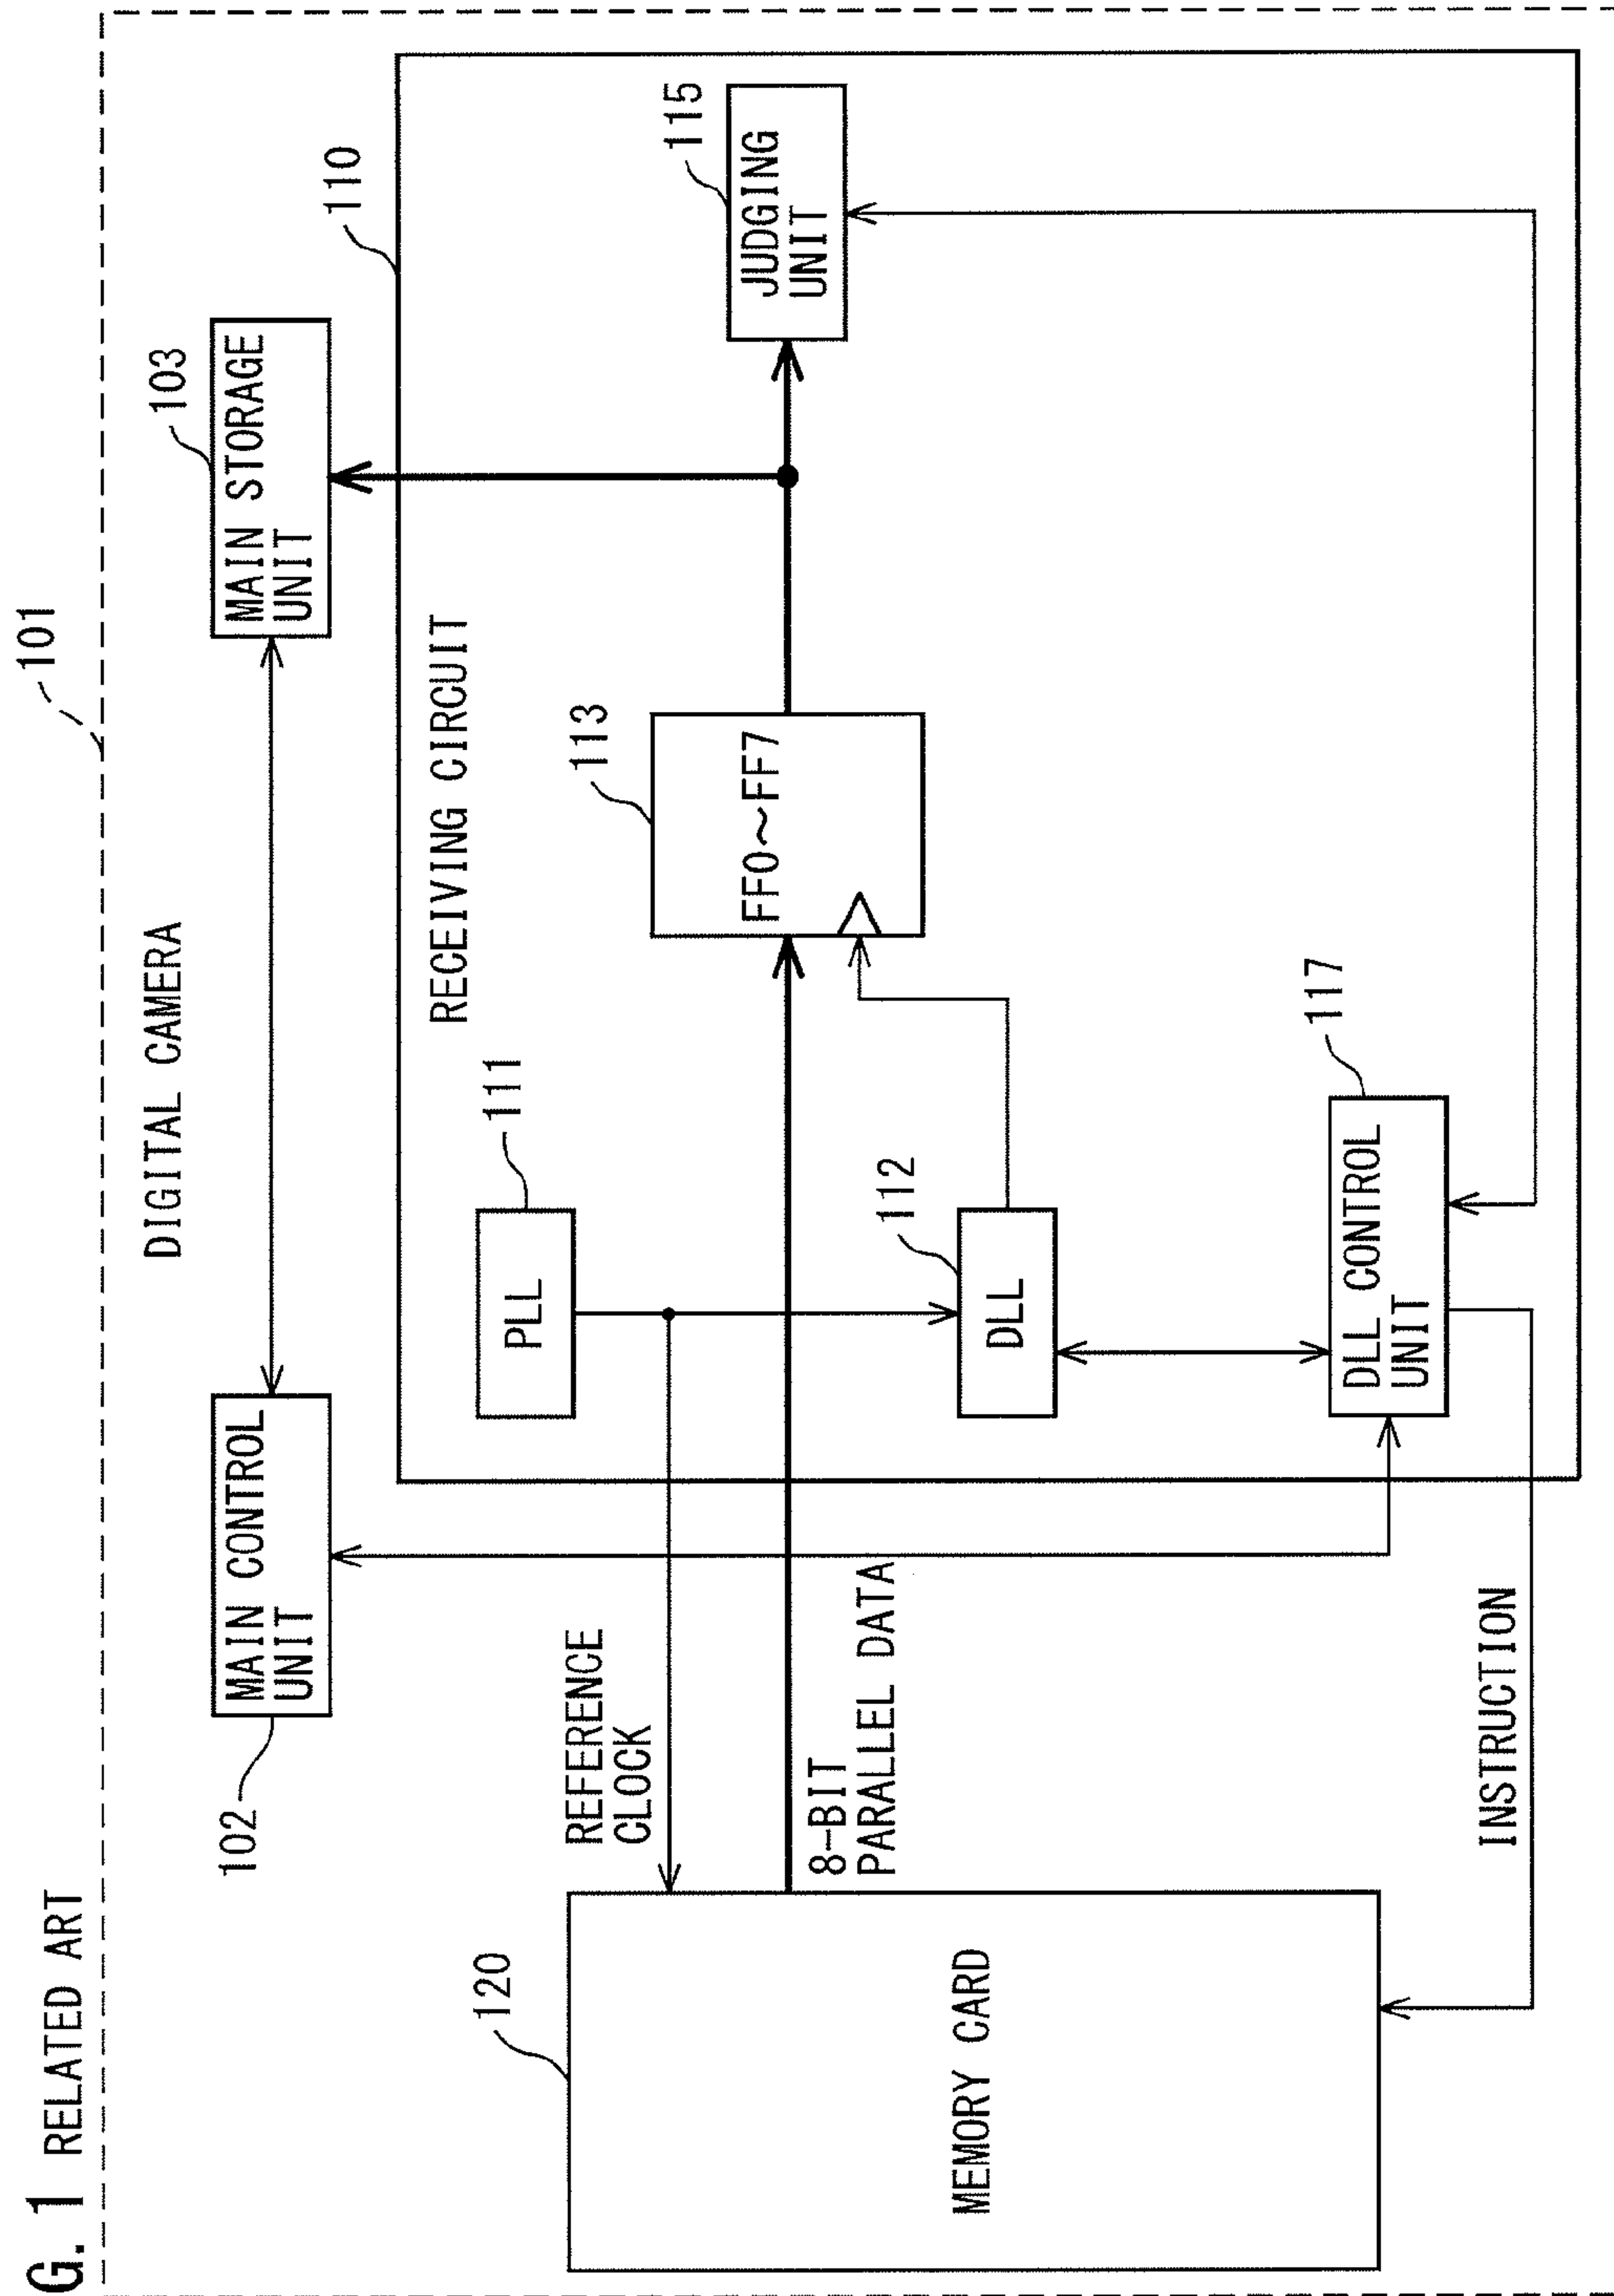 G. 1 RELATED ART
101
DIGITAL CAMERA
102
MAIN CONTROL
UNIT
103
MAIN STORAGE
UNIT
110
RECEIVING CIRCUIT
111
PLL
REFERENCE
CLOCK
113
FF0~FF7
115
JUDGING
UNIT
120
MEMORY CARD
8-BIT
PARALLEL DATA
112
DLL
117
DLL CONTROL
UNIT
INSTRUCTION